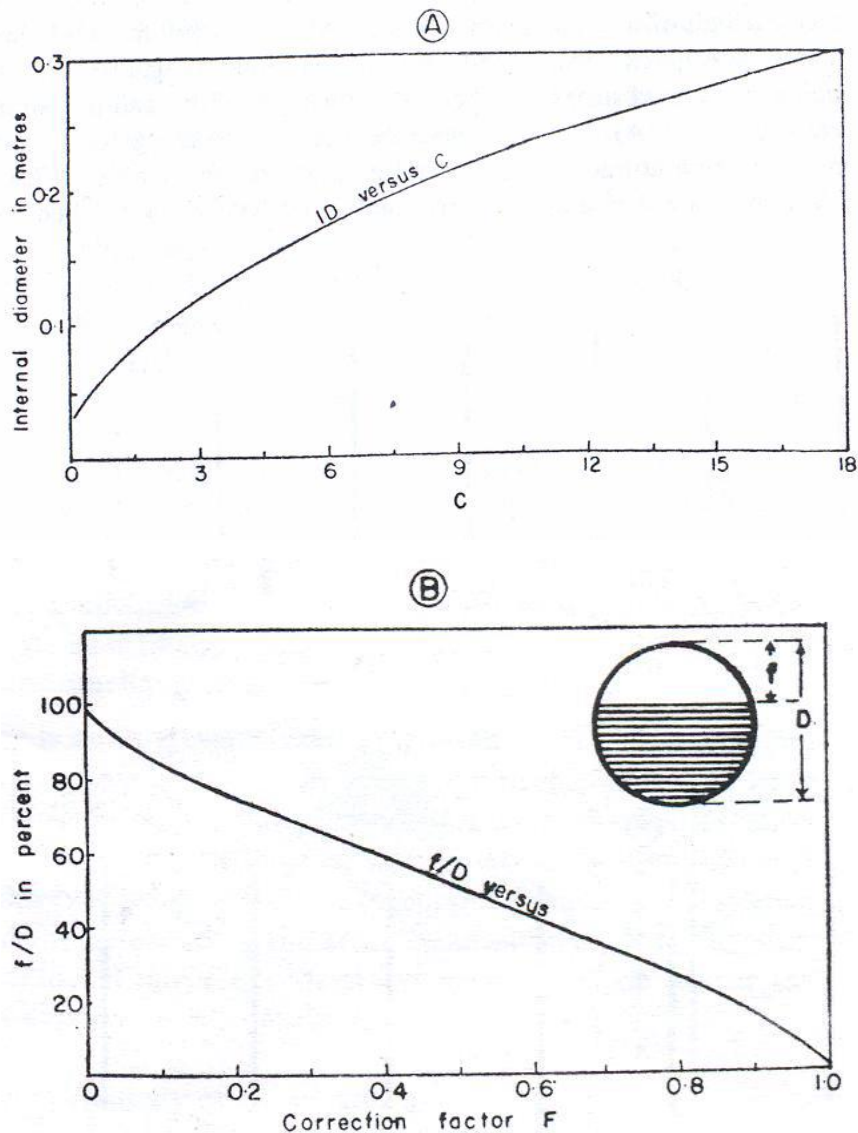 A
Internal diameter in metres
0·3
0·2
0·1
ID versus C
0
3
6
9
12
15
18
C
B
f/D in percent
100
80
60
40
20
f/D versus
f
D
0
0·2
0·4
0·6
0·8
1·0
Correction factor F